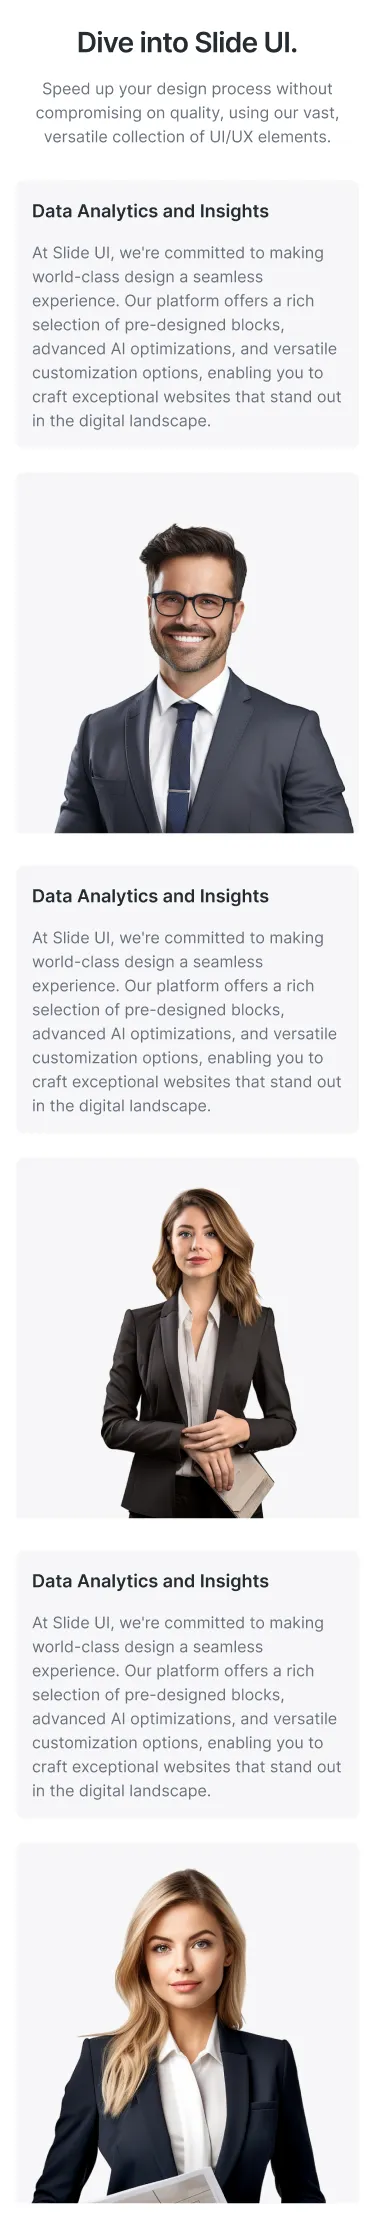 Dive into Slide UI.
Speed up your design process without
compromising on quality, using our vast,
versatile collection of UI/UX elements.
Data Analytics and Insights
At Slide UI, we're committed to making
world-class design a seamless
experience. Our platform offers a rich
selection of pre-designed blocks,
advanced AI optimizations, and versatile
customization options, enabling you to
craft exceptional websites that stand out
in the digital landscape.
Data Analytics and Insights
At Slide UI, we're committed to making
world-class design a seamless
experience. Our platform offers a rich
selection of pre-designed blocks,
advanced AI optimizations, and versatile
customization options, enabling you to
craft exceptional websites that stand out
in the digital landscape.
Data Analytics and Insights
At Slide UI, we're committed to making
world-class design a seamless
experience. Our platform offers a rich
selection of pre-designed blocks,
advanced AI optimizations, and versatile
customization options, enabling you to
craft exceptional websites that stand out
in the digital landscape.